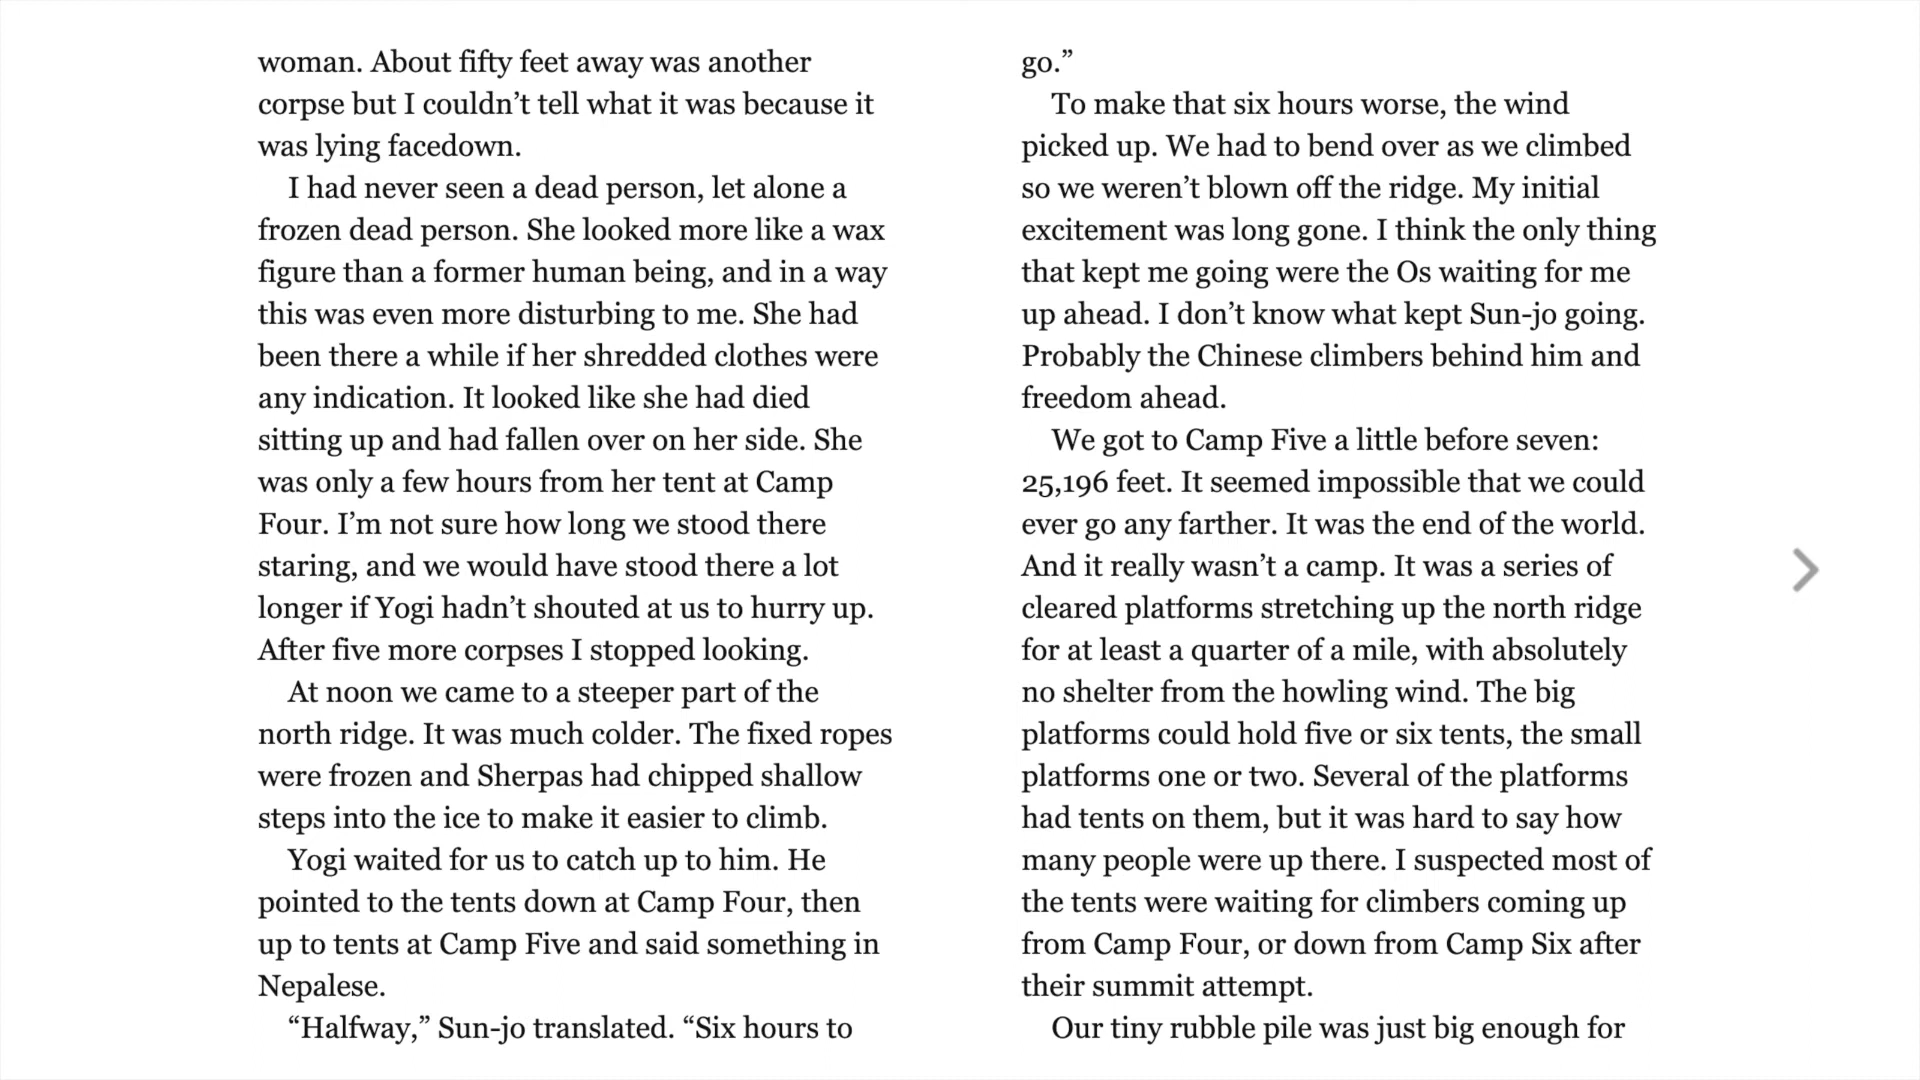 woman. About fifty feet away was another
corpse but I couldn’t tell what it was because it
was lying facedown.
I had never seen a dead person, let alone a
frozen dead person. She looked more like a wax
figure than a former human being, and in a way
this was even more disturbing to me. She had
been there a while if her shredded clothes were
any indication. It looked like she had died
sitting up and had fallen over on her side. She
was only a few hours from her tent at Camp
Four. I’m not sure how long we stood there
staring, and we would have stood there a lot
longer if Yogi hadn’t shouted at us to hurry up.
After five more corpses I stopped looking.
At noon we came to a steeper part of the
north ridge. It was much colder. The fixed ropes
were frozen and Sherpas had chipped shallow
steps into the ice to make it easier to climb.
Yogi waited for us to catch up to him. He
pointed to the tents down at Camp Four, then
up to tents at Camp Five and said something in
Nepalese.
“Halfway,” Sun-jo translated. “Six hours to
go.”
To make that six hours worse, the wind
picked up. We had to bend over as we climbed
so we weren’t blown off the ridge. My initial
excitement was long gone. I think the only thing
that kept me going were the Os waiting for me
up ahead. I don’t know what kept Sun-jo going.
Probably the Chinese climbers behind him and
freedom ahead.
We got to Camp Five a little before seven:
25,196 feet. It seemed impossible that we could
ever go any farther. It was the end of the world.
And it really wasn’t a camp. It was a series of
cleared platforms stretching up the north ridge
for at least a quarter of a mile, with absolutely
no shelter from the howling wind. The big
platforms could hold five or six tents, the small
platforms one or two. Several of the platforms
had tents on them, but it was hard to say how
many people were up there. I suspected most of
the tents were waiting for climbers coming up
from Camp Four, or down from Camp Six after
their summit attempt.
Our tiny rubble pile was just big enough for